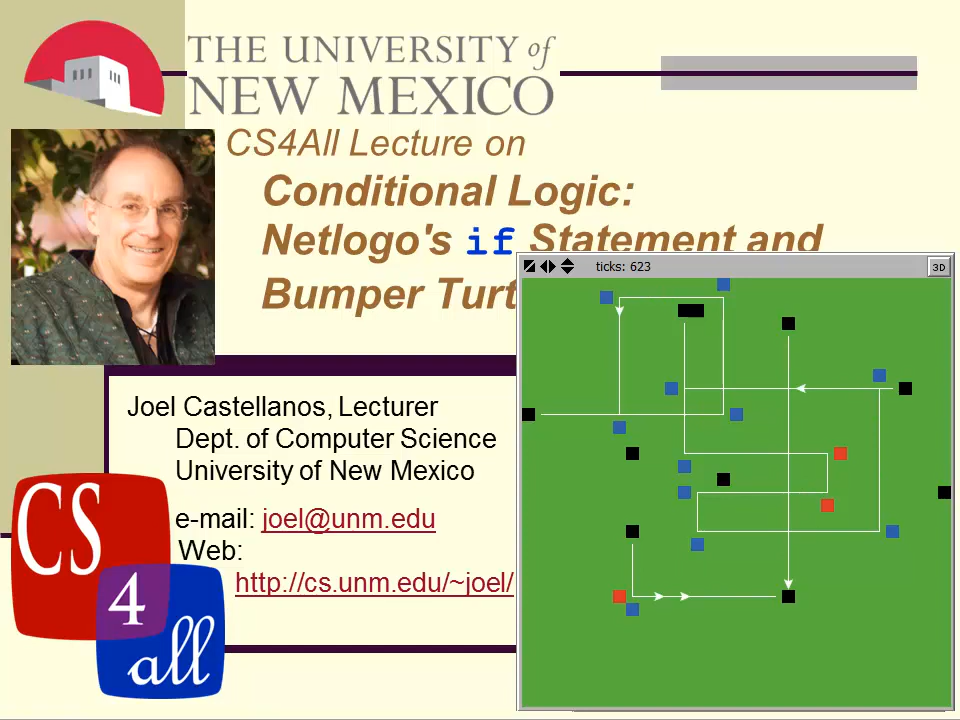 THE UNIVERSITY of
NEW MEXICO
CS4All Lecture on
Conditional Logic:
Netlogo's if Statement and
Bumper Turt
ticks: 623
3D
Joel Castellanos, Lecturer
Dept. of Computer Science
University of New Mexico
e-mail: joel@unm.edu
Web:
http://cs.unm.edu/~joel/
CS
4
all